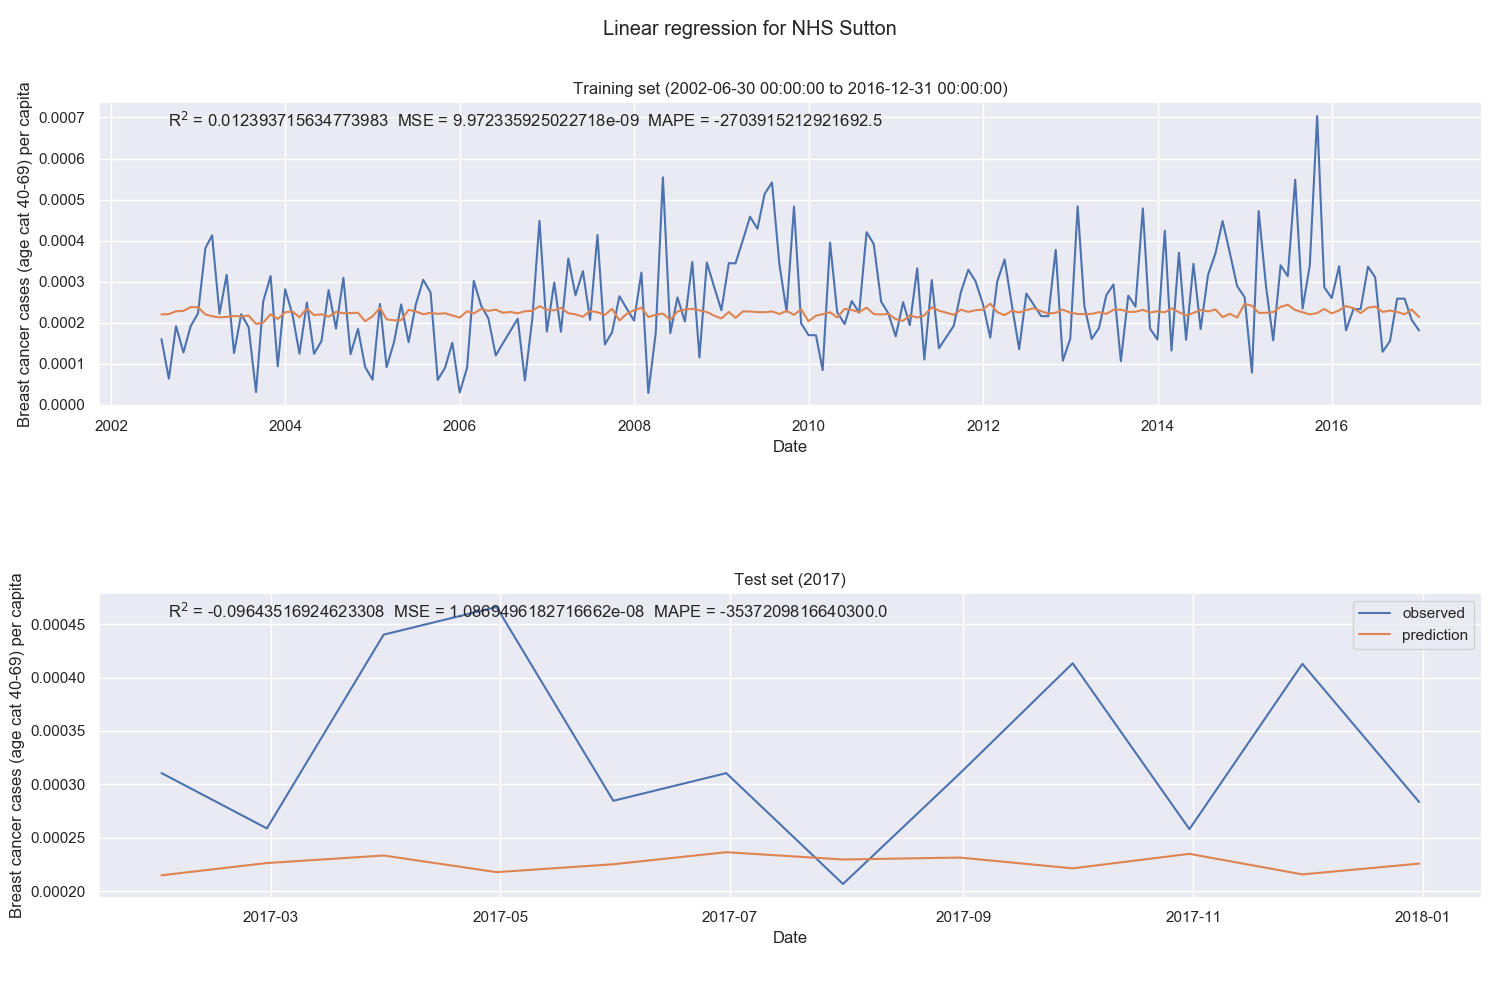 Linear regression for NHS Sutton
Training set (2002-06-30 00:00:00 to 2016-12-31 00:00:00)
R² = 0.012393715634773983 MSE = 9.972335925022718e-09 MAPE = -2703915212921692.5
Breast cancer cases (age cat 40-69) per capita
0.0007
0.0006
0.0005
0.0004
0.0003
0.0002
0.0001
0.0000
2002 2004 2006 2008 2010 2012 2014 2016
Date
Test set (2017)
R² = -0.09643516924623308 MSE = 1.0869496182716662e-08 MAPE = -3537209816640300.0
observed
prediction
Breast cancer cases (age cat 40-69) per capita
0.00045
0.00040
0.00035
0.00030
0.00025
0.00020
2017-03 2017-05 2017-07 2017-09 2017-11 2018-01
Date